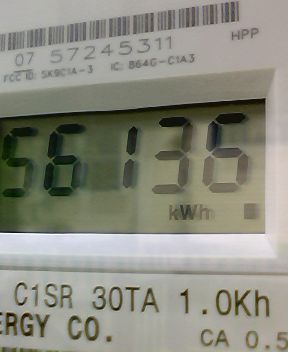 HPP
07 57245311
FCC ID: SK9C1A-3 IC: 864G-C1A3
56136
kWh
C1SR 30TA 1.0Kh
ERGY CO.
CA 0.5